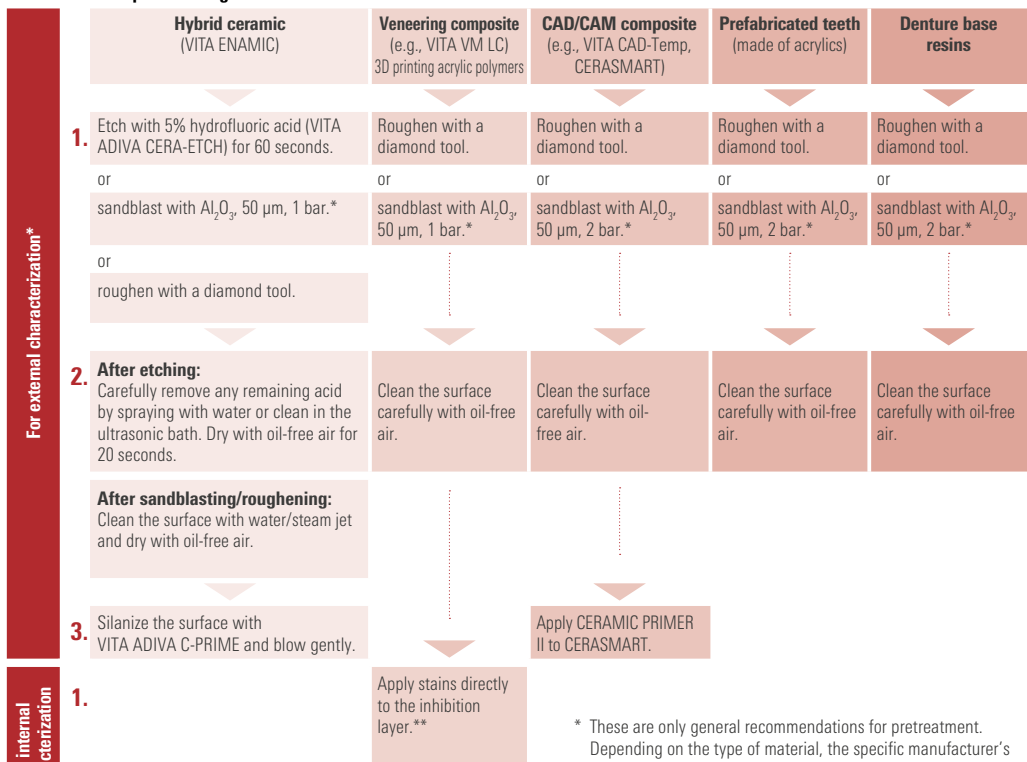 Hybrid ceramic
(VITA ENAMIC)
Veneering composite
(e.g., VITA VM LC)
3D printing acrylic polymers
CAD/CAM composite
(e.g., VITA CAD-Temp,
CERASMART)
Prefabricated teeth
(made of acrylics)
Denture base
resins
For external characterization*
1.
Etch with 5% hydrofluoric acid (VITA
ADIVA CERA-ETCH) for 60 seconds.
or
sandblast with Al₂O₃, 50 µm, 1 bar.*
or
roughen with a diamond tool.
Roughen with a
diamond tool.
or
sandblast with Al₂O₃,
50 µm, 1 bar.*
Roughen with a
diamond tool.
or
sandblast with Al₂O₃,
50 µm, 2 bar.*
Roughen with a
diamond tool.
or
sandblast with Al₂O₃,
50 µm, 2 bar.*
Roughen with a
diamond tool.
or
sandblast with Al₂O₃,
50 µm, 2 bar.*
2.
After etching:
Carefully remove any remaining acid
by spraying with water or clean in the
ultrasonic bath. Dry with oil-free air for
20 seconds.
After sandblasting/roughening:
Clean the surface with water/steam jet
and dry with oil-free air.
Clean the surface
carefully with oil-free
air.
Clean the surface
carefully with oil-
free air.
Clean the surface
carefully with oil-free
air.
Clean the surface
carefully with oil-free
air.
3.
Silanize the surface with
VITA ADIVA C-PRIME and blow gently.
Apply CERAMIC PRIMER
II to CERASMART.
internal
cterization
1.
Apply stains directly
to the inhibition
layer.**
* These are only general recommendations for pretreatment.
Depending on the type of material, the specific manufacturer's